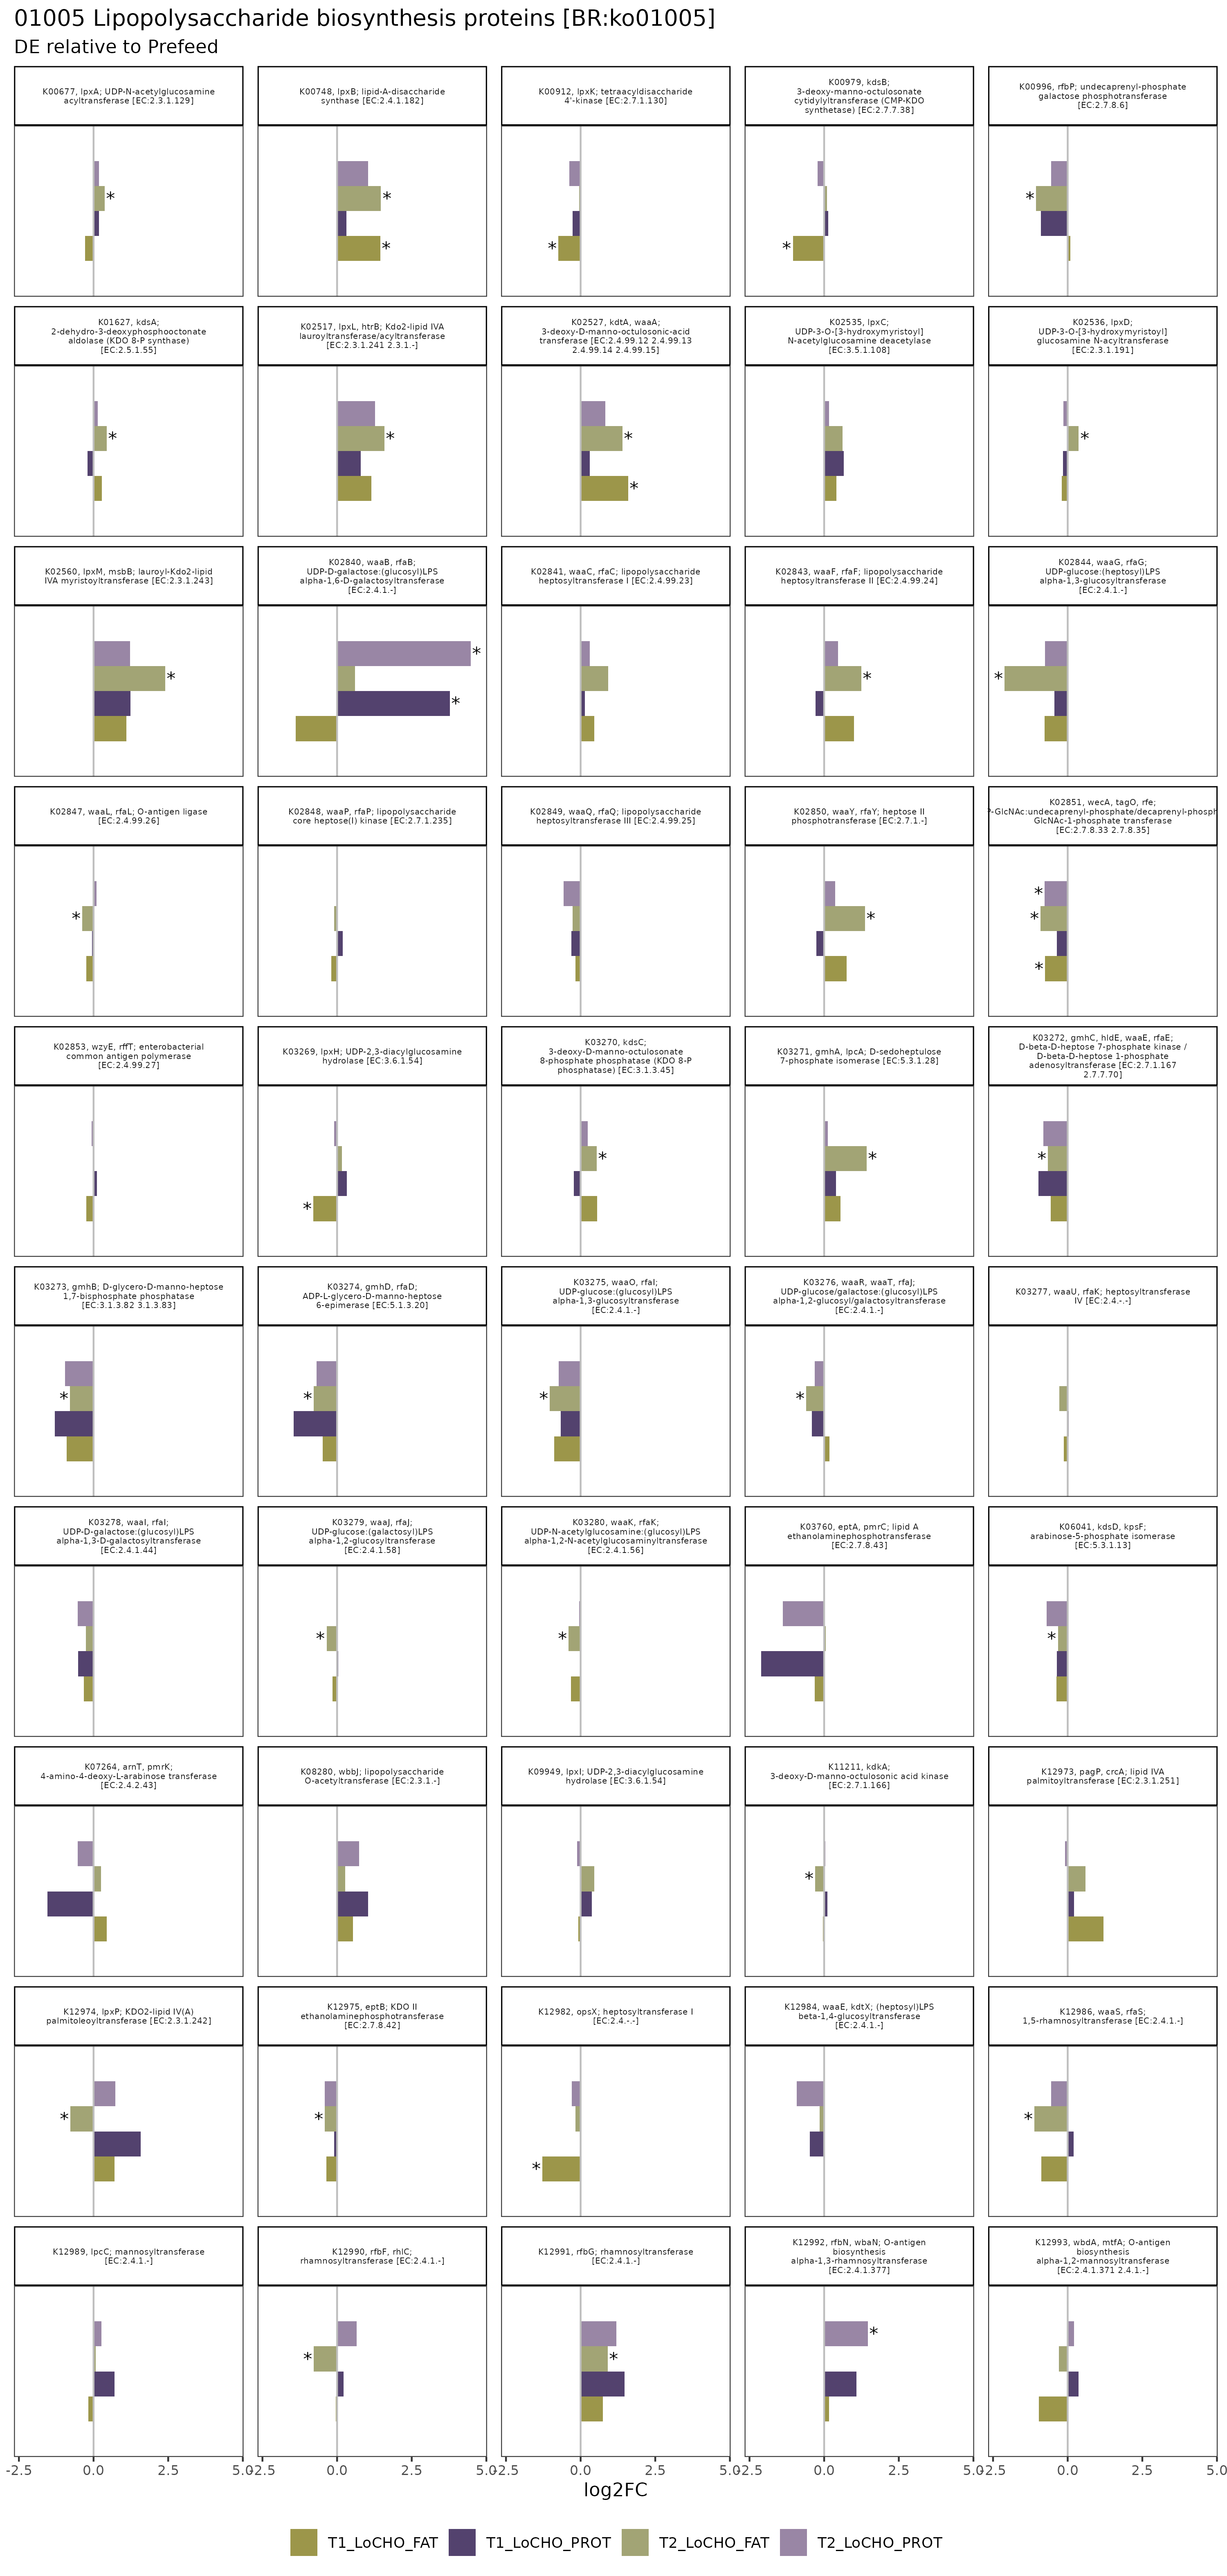 01005 Lipopolysaccharide biosynthesis proteins [BR:ko01005]
DE relative to Prefeed
K00677, lpxA; UDP-N-acetylglucosamine
acyltransferase [EC:2.3.1.129]
K00748, lpxB; lipid-A-disaccharide
synthase [EC:2.4.1.182]
K00912, lpxK; tetraacyldisaccharide
4'-kinase [EC:2.7.1.130]
K00979, kdsB;
3-deoxy-manno-octulosonate
cytidylyltransferase (CMP-KDO
synthetase) [EC:2.7.7.38]
K00996, rfbP; undecaprenyl-phosphate
galactose phosphotransferase
[EC:2.7.8.6]
* * * * * *
K01627, kdsA;
2-dehydro-3-deoxyphosphooctonate
aldolase (KDO 8-P synthase)
[EC:2.5.1.55]
K02517, lpxL, htrB; Kdo2-lipid IVA
lauroyltransferase/acyltransferase
[EC:2.3.1.241 2.3.1.-]
K02527, kdtA, waaA;
3-deoxy-D-manno-octulosonic-acid
transferase [EC:2.4.99.12 2.4.99.13
2.4.99.14 2.4.99.15]
K02535, lpxC;
UDP-3-O-[3-hydroxymyristoyl]
N-acetylglucosamine deacetylase
[EC:3.5.1.108]
K02536, lpxD;
UDP-3-O-[3-hydroxymyristoyl]
glucosamine N-acyltransferase
[EC:2.3.1.191]
* * * * *
K02560, lpxM, msbB; lauroyl-Kdo2-lipid
IVA myristoyltransferase [EC:2.3.1.243]
K02840, waaB, rfaB;
UDP-D-galactose:(glucosyl)LPS
alpha-1,6-D-galactosyltransferase
[EC:2.4.1.-]
K02841, waaC, rfaC; lipopolysaccharide
heptosyltransferase I [EC:2.4.99.23]
K02843, waaF, rfaF; lipopolysaccharide
heptosyltransferase II [EC:2.4.99.24]
K02844, waaG, rfaG;
UDP-glucose:(heptosyl)LPS
alpha-1,3-glucosyltransferase
[EC:2.4.1.-]
* * * * *
K02847, waaL, rfaL; O-antigen ligase
[EC:2.4.99.26]
K02848, waaP, rfaP; lipopolysaccharide
core heptose(I) kinase [EC:2.7.1.235]
K02849, waaQ, rfaQ; lipopolysaccharide
heptosyltransferase III [EC:2.4.99.25]
K02850, waaY, rfaY; heptose II
phosphotransferase [EC:2.7.1.-]
K02851, wecA, tagO, rfe;
P-GlcNAc:undecaprenyl-phosphate/decaprenyl-phosph
GlcNAc-1-phosphate transferase
[EC:2.7.8.33 2.7.8.35]
* * * * *
K02853, wzyE, rffT; enterobacterial
common antigen polymerase
[EC:2.4.99.27]
K03269, lpxH; UDP-2,3-diacylglucosamine
hydrolase [EC:3.6.1.54]
K03270, kdsC;
3-deoxy-D-manno-octulosonate
8-phosphate phosphatase (KDO 8-P
phosphatase) [EC:3.1.3.45]
K03271, gmhA, lpcA; D-sedoheptulose
7-phosphate isomerase [EC:5.3.1.28]
K03272, gmhC, hldE, waaE, rfaE;
D-beta-D-heptose 7-phosphate kinase /
D-beta-D-heptose 1-phosphate
adenosyltransferase [EC:2.7.1.167
2.7.7.70]
* * * *
K03273, gmhB; D-glycero-D-manno-heptose
1,7-bisphosphate phosphatase
[EC:3.1.3.82 3.1.3.83]
K03274, gmhD, rfaD;
ADP-L-glycero-D-manno-heptose
6-epimerase [EC:5.1.3.20]
K03275, waaO, rfaI;
UDP-glucose:(glucosyl)LPS
alpha-1,3-glucosyltransferase
[EC:2.4.1.-]
K03276, waaR, waaT, rfaJ;
UDP-glucose/galactose:(glucosyl)LPS
alpha-1,2-glucosyl/galactosyltransferase
[EC:2.4.1.-]
K03277, waaU, rfaK; heptosyltransferase
IV [EC:2.4.-.-]
* * * *
K03278, waaI, rfaI;
UDP-D-galactose:(glucosyl)LPS
alpha-1,3-D-galactosyltransferase
[EC:2.4.1.44]
K03279, waaJ, rfaJ;
UDP-glucose:(galactosyl)LPS
alpha-1,2-glucosyltransferase
[EC:2.4.1.58]
K03280, waaK, rfaK;
UDP-N-acetylglucosamine:(glucosyl)LPS
alpha-1,2-N-acetylglucosaminyltransferase
[EC:2.4.1.56]
K03760, eptA, pmrC; lipid A
ethanolaminephosphotransferase
[EC:2.7.8.43]
K06041, kdsD, kpsF;
arabinose-5-phosphate isomerase
[EC:5.3.1.13]
* * *
K07264, arnT, pmrK;
4-amino-4-deoxy-L-arabinose transferase
[EC:2.4.2.43]
K08280, wbbJ; lipopolysaccharide
O-acetyltransferase [EC:2.3.1.-]
K09949, lpxI; UDP-2,3-diacylglucosamine
hydrolase [EC:3.6.1.54]
K11211, kdkA;
3-deoxy-D-manno-octulosonic acid kinase
[EC:2.7.1.166]
K12973, pagP, crcA; lipid IVA
palmitoyltransferase [EC:2.3.1.251]
*
K12974, lpxP; KDO2-lipid IV(A)
palmitoleoyltransferase [EC:2.3.1.242]
K12975, eptB; KDO II
ethanolaminephosphotransferase
[EC:2.7.8.42]
K12982, opsX; heptosyltransferase I
[EC:2.4.-.-]
K12984, waaE, kdtX; (heptosyl)LPS
beta-1,4-glucosyltransferase
[EC:2.4.1.-]
K12986, waaS, rfaS;
1,5-rhamnosyltransferase [EC:2.4.1.-]
* * * *
K12989, lpcC; mannosyltransferase
[EC:2.4.1.-]
K12990, rfbF, rhlC;
rhamnosyltransferase [EC:2.4.1.-]
K12991, rfbG; rhamnosyltransferase
[EC:2.4.1.-]
K12992, rfbN, wbaN; O-antigen
biosynthesis
alpha-1,3-rhamnosyltransferase
[EC:2.4.1.377]
K12993, wbdA, mtfA; O-antigen
biosynthesis
alpha-1,2-mannosyltransferase
[EC:2.4.1.371 2.4.1.-]
* * *
-2.5 0.0 2.5 5.0 -2.5 0.0 2.5 5.0 -2.5 0.0 2.5 5.0 -2.5 0.0 2.5 5.0 -2.5 0.0 2.5 5.0
log2FC
T1_LoCHO_FAT T1_LoCHO_PROT T2_LoCHO_FAT T2_LoCHO_PROT